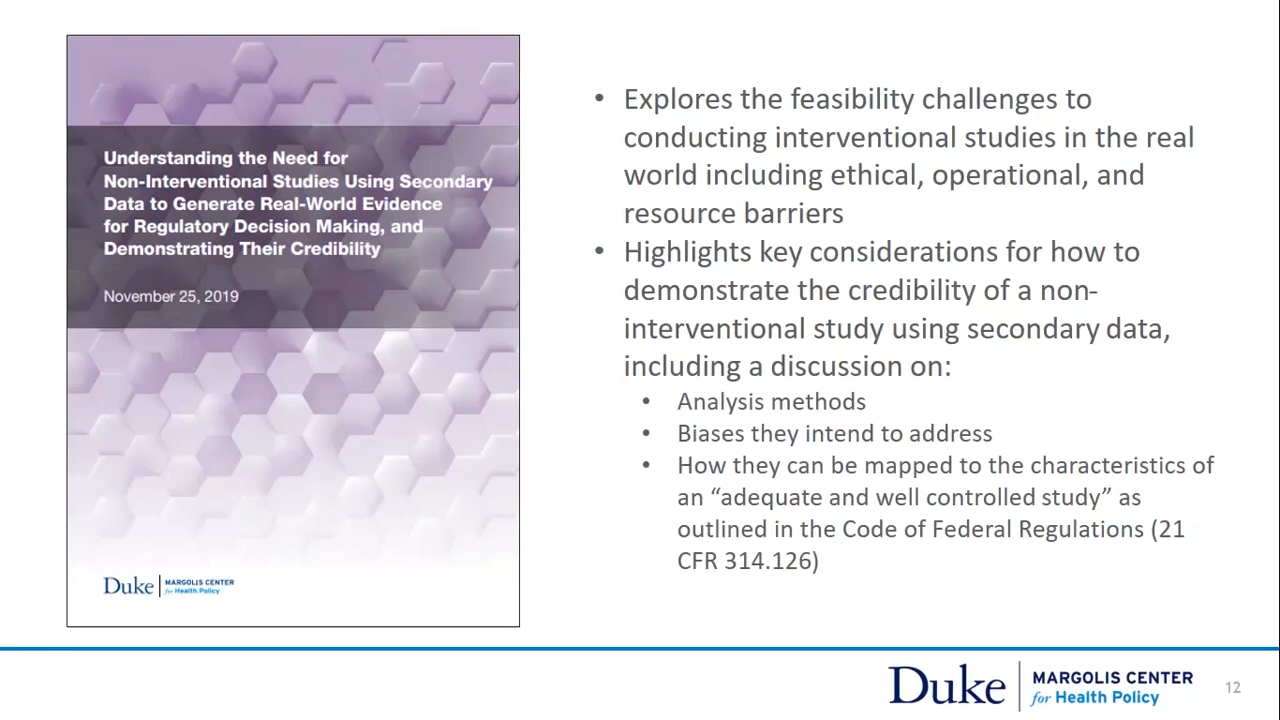 Understanding the Need for
Non-Interventional Studies Using Secondary
Data to Generate Real-World Evidence
for Regulatory Decision Making, and
Demonstrating Their Credibility
November 25, 2019
Duke MARGOLIS CENTER
for Health Policy
• Explores the feasibility challenges to
conducting interventional studies in the real
world including ethical, operational, and
resource barriers
• Highlights key considerations for how to
demonstrate the credibility of a non-
interventional study using secondary data,
including a discussion on:
• Analysis methods
• Biases they intend to address
• How they can be mapped to the characteristics of
an “adequate and well controlled study” as
outlined in the Code of Federal Regulations (21
CFR 314.126)
Duke MARGOLIS CENTER
for Health Policy
12